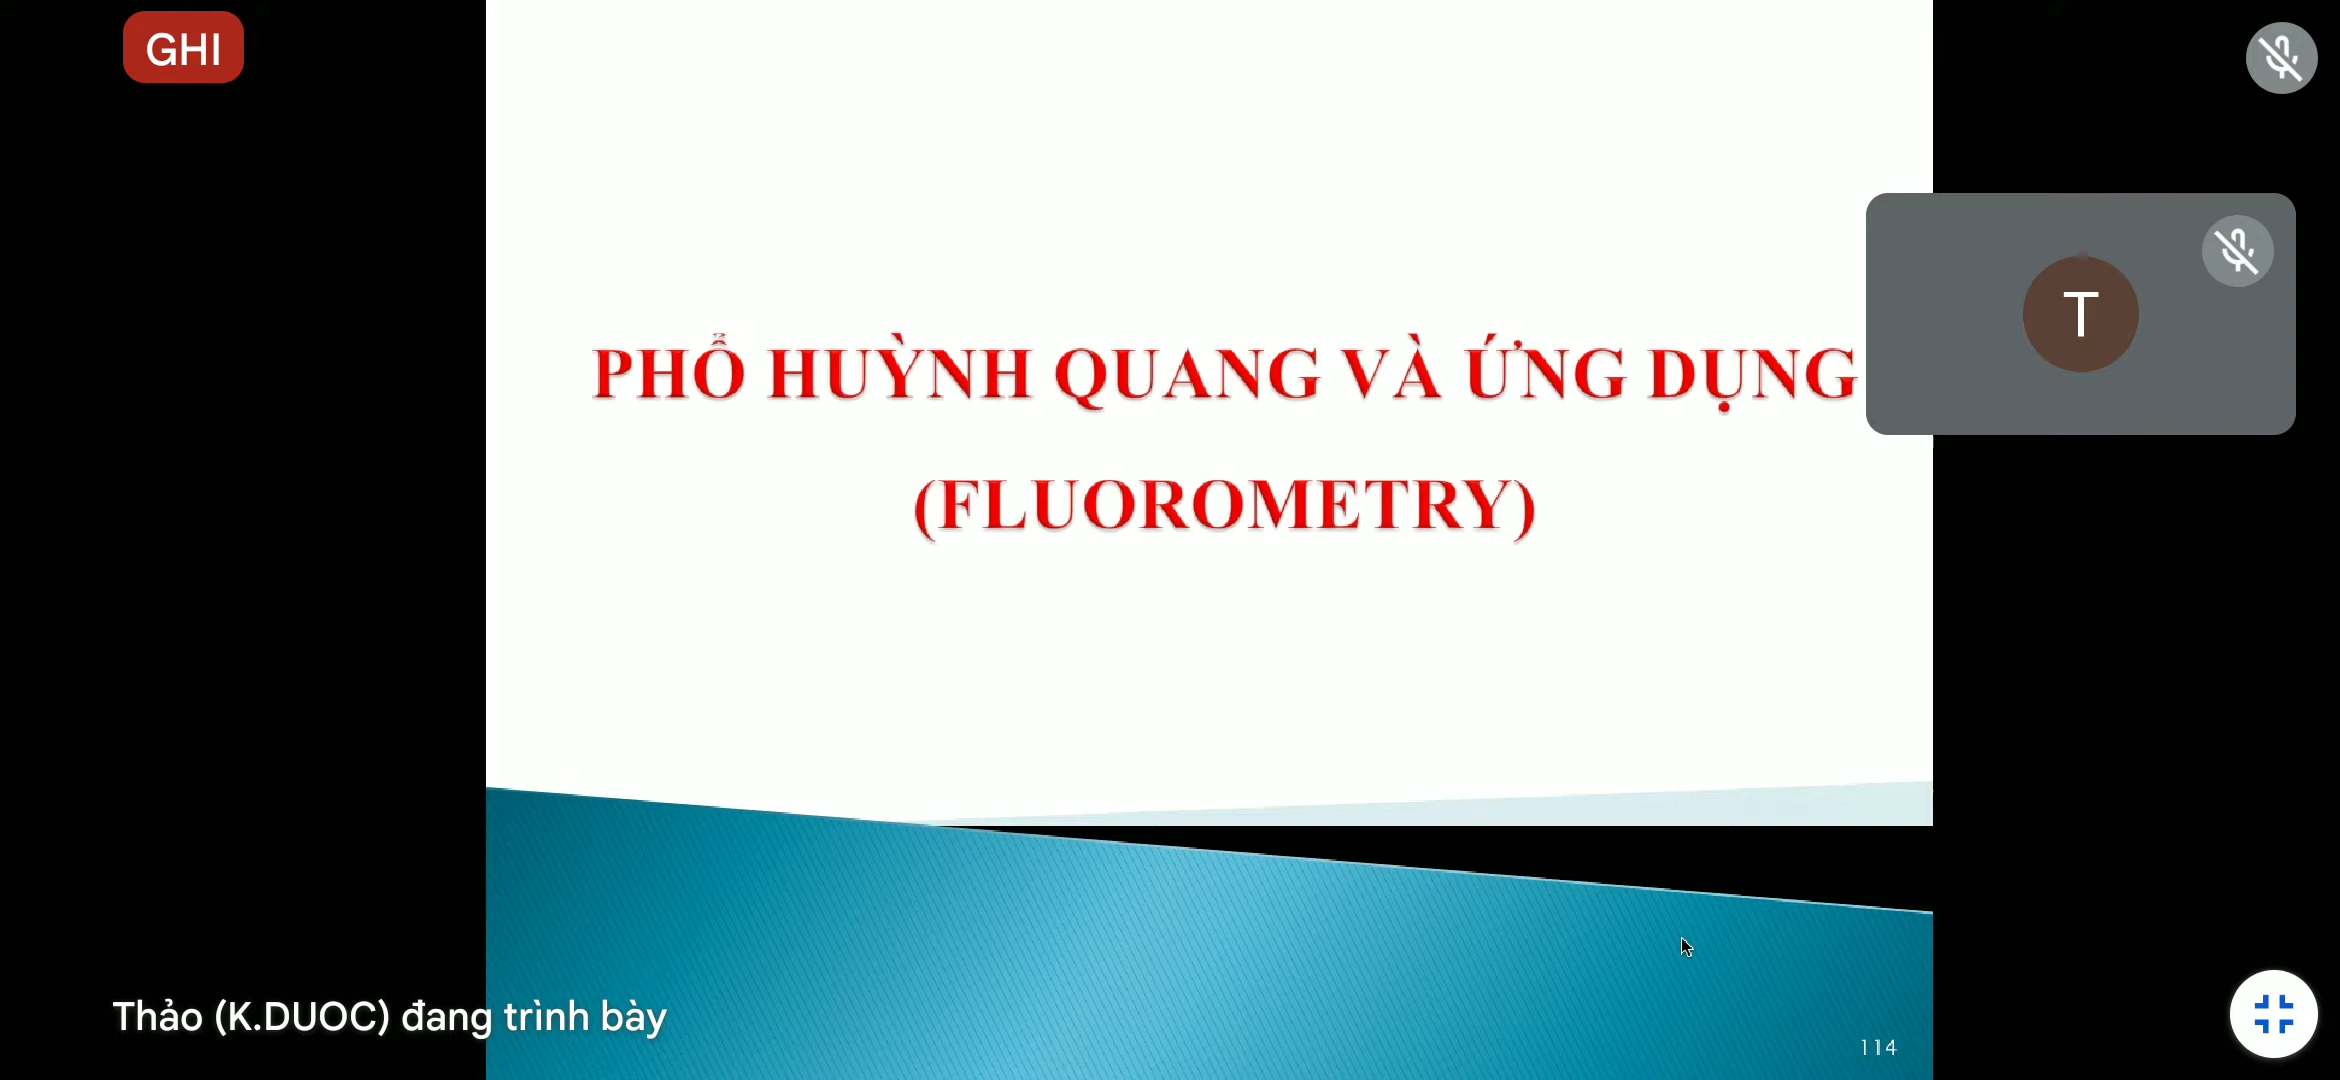 GHI
PHỔ HUỲNH QUANG VÀ ỨNG DỤNG
(FLUOROMETRY)
T
Thảo (K.DUOC) đang trình bày
114